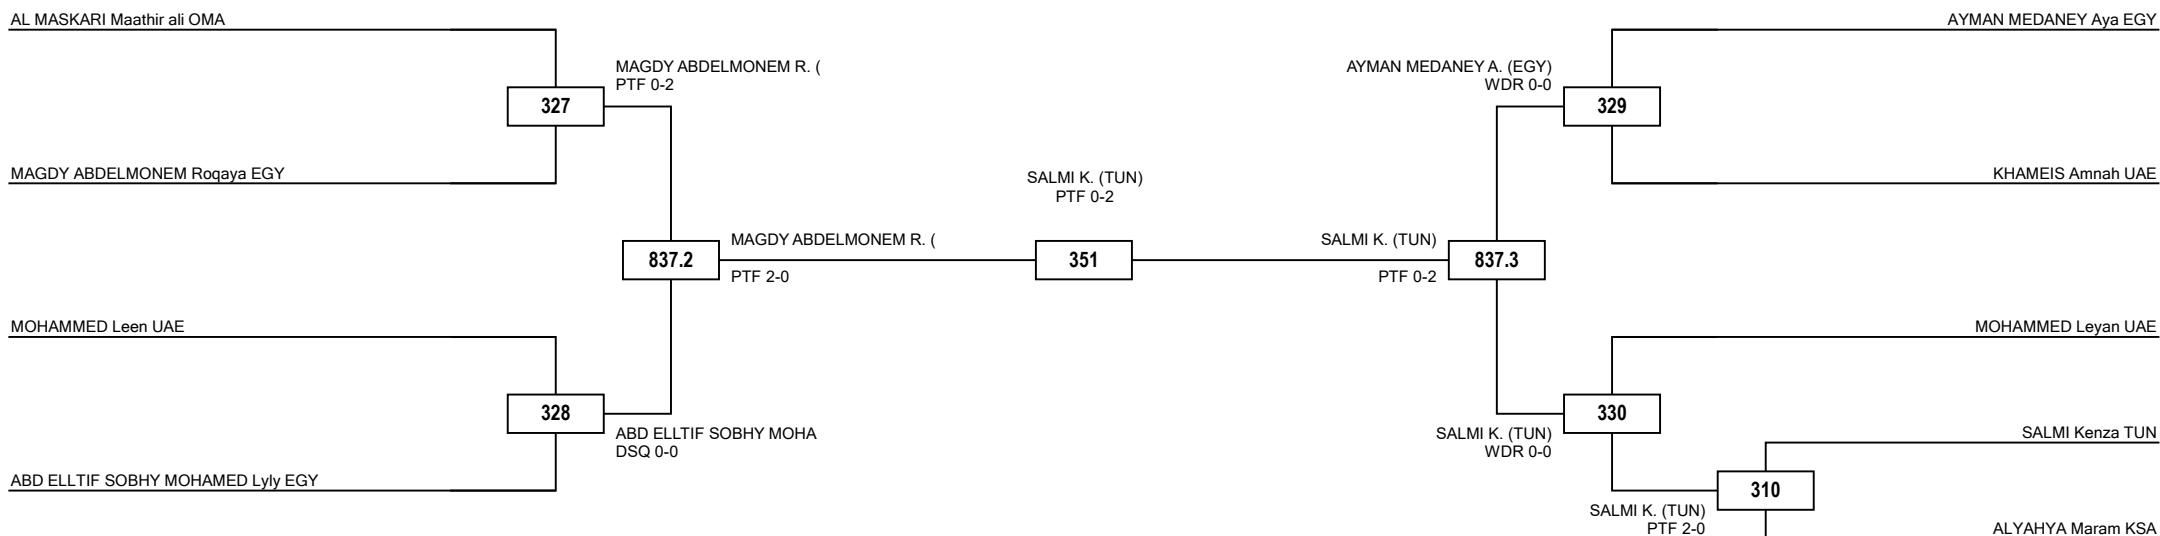 AL MASKARI Maathir ali OMA
AYMAN MEDANEY Aya EGY
MAGDY ABDELMONEM R. (
PTF 0-2
AYMAN MEDANEY A. (EGY)
WDR 0-0
327
329
MAGDY ABDELMONEM Roqaya EGY
KHAMEIS Amnah UAE
SALMI K. (TUN)
PTF 0-2
MAGDY ABDELMONEM R. (
SALMI K. (TUN)
837.2
351
837.3
PTF 2-0
PTF 0-2
MOHAMMED Leen UAE
MOHAMMED Leyan UAE
328
330
ABD ELLTIF SOBHY MOHA
DSQ 0-0
SALMI K. (TUN)
WDR 0-0
SALMI Kenza TUN
ABD ELLTIF SOBHY MOHAMED Lyly EGY
310
SALMI K. (TUN)
PTF 2-0
ALYAHYA Maram KSA